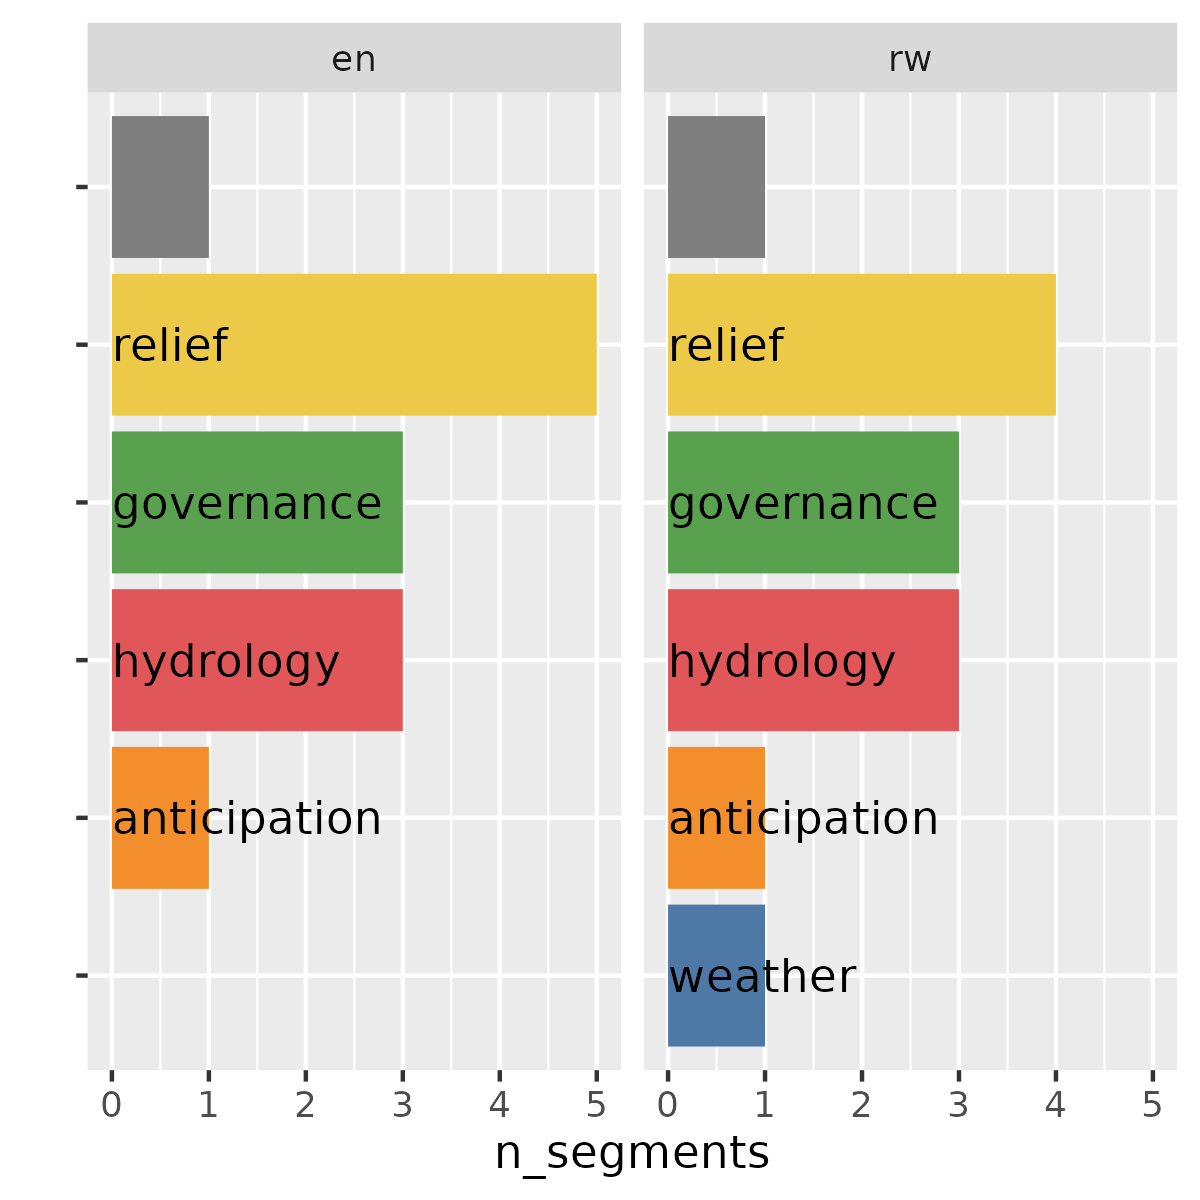 en
rw
relief
relief
governance
governance
hydrology
hydrology
anticipation
anticipation
weather
0 1 2 3 4 5
0 1 2 3 4 5
n_segments